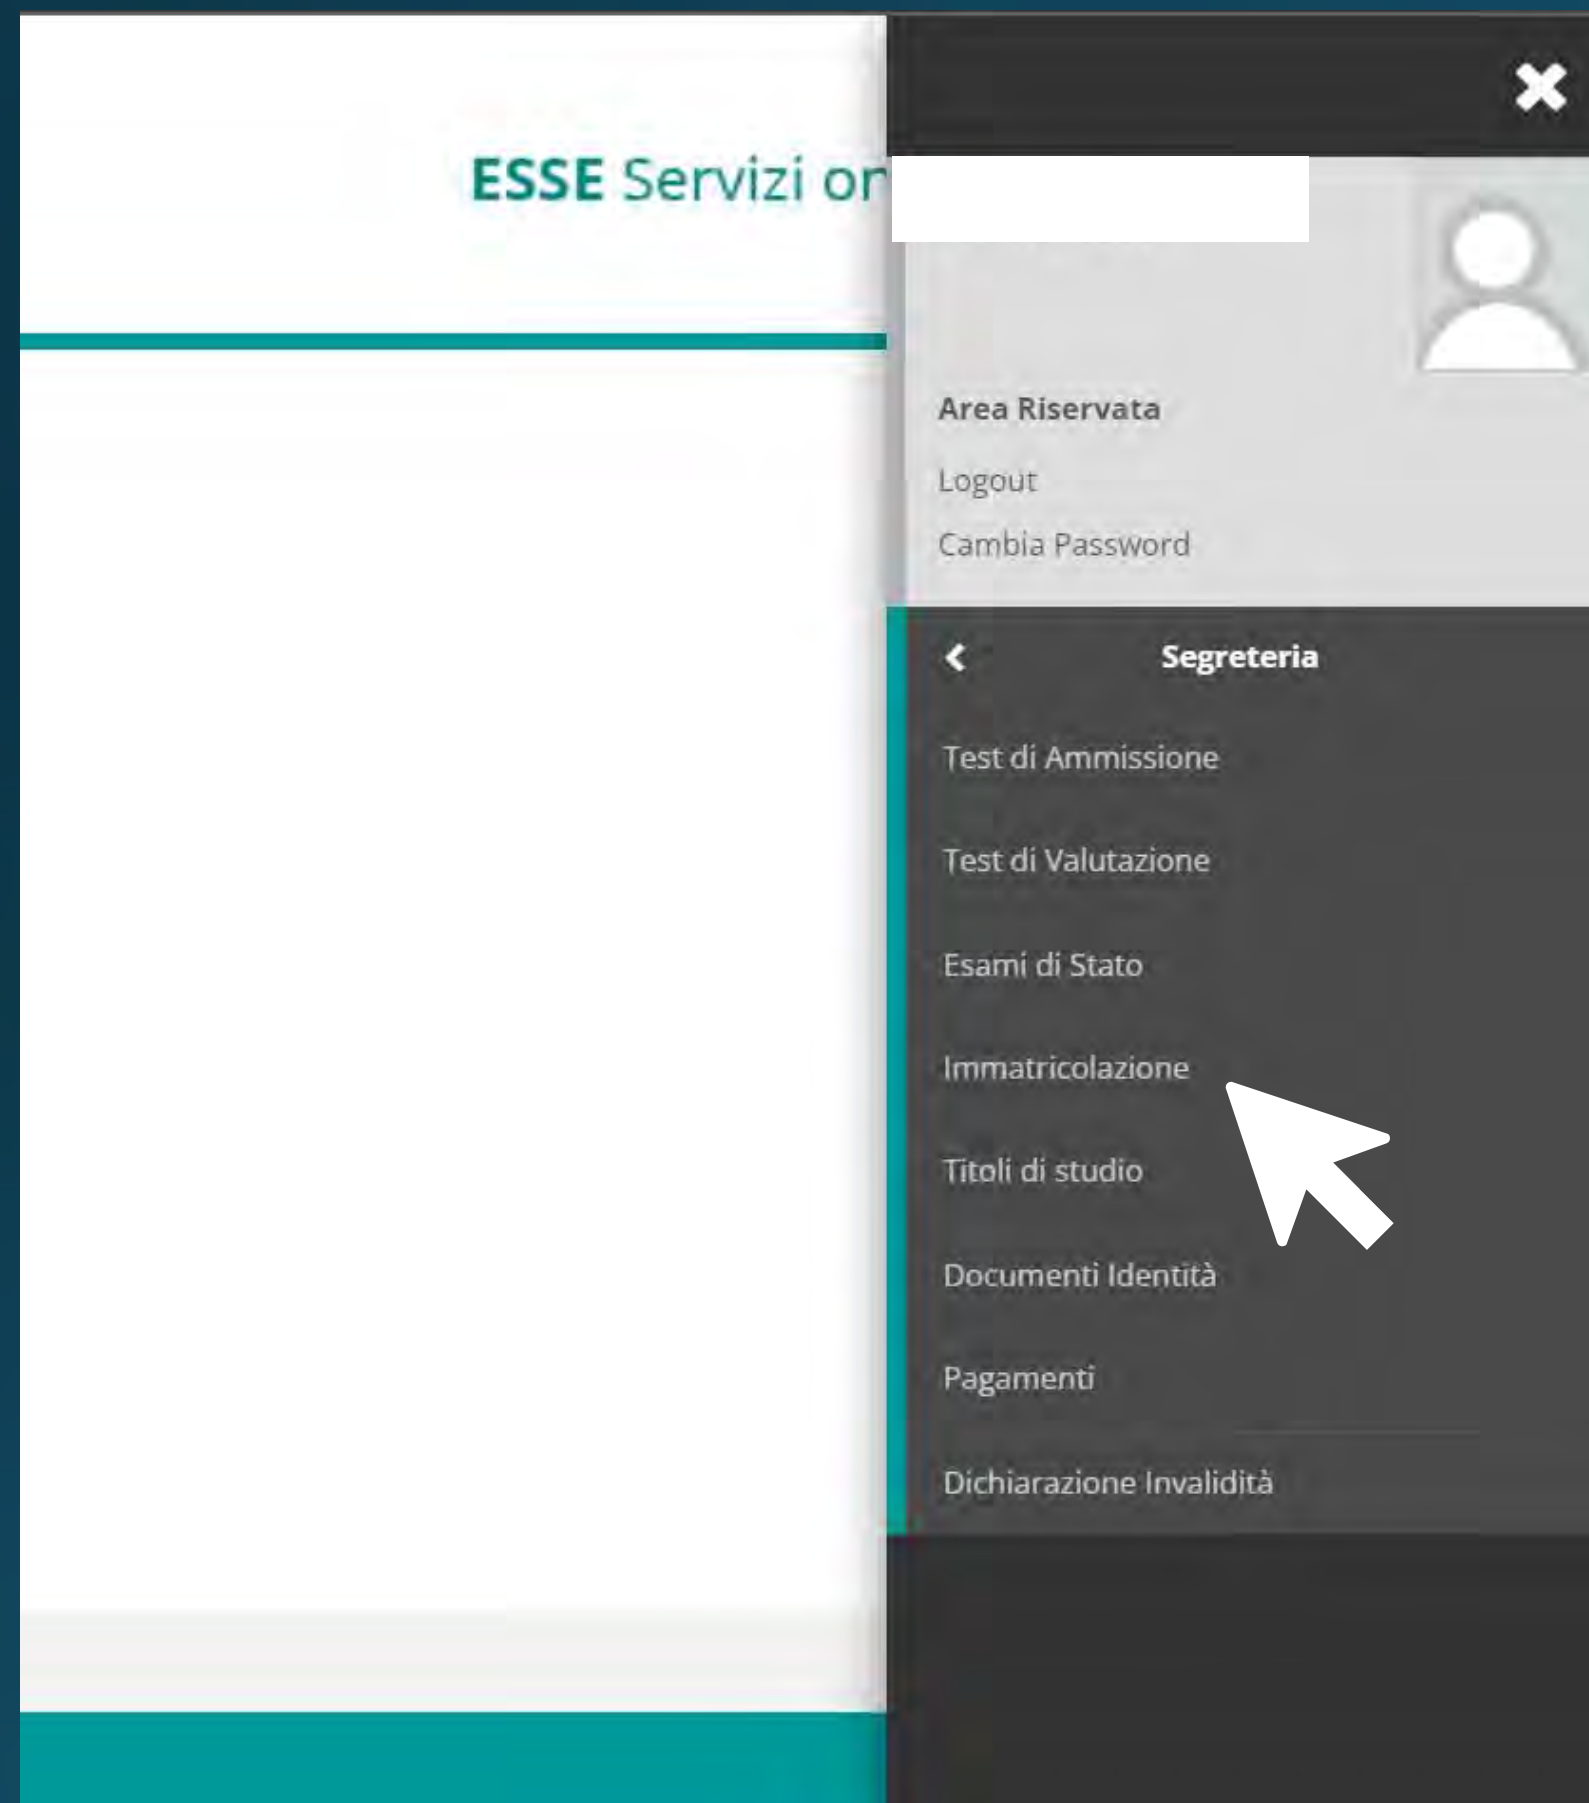 ESSE Servizi on
Area Riservata
Logout
Cambia Password
Segreteria
Test di Ammissione
Test di Valutazione
Esami di Stato
Immatricolazione
Titoli di studio
Documenti Identità
Pagamenti
Dichiarazione Invalidità